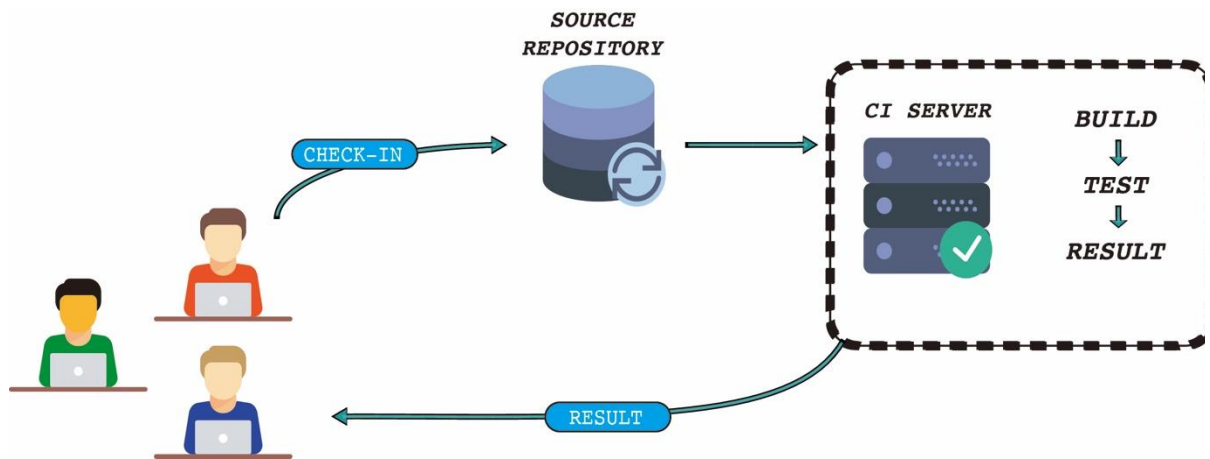 SOURCE
REPOSITORY
CHECK-IN
CI SERVER
BUILD
TEST
RESULT
RESULT